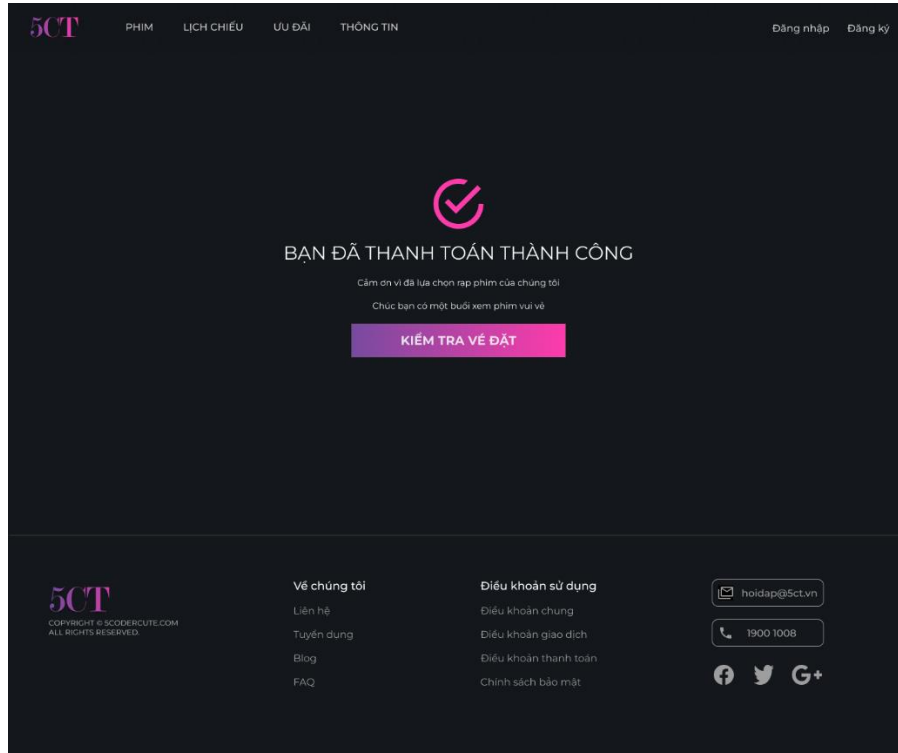 5CT
PHIM
LỊCH CHIẾU
ƯU ĐÃI
THÔNG TIN
Đăng nhập
Đăng ký
BẠN ĐÃ THANH TOÁN THÀNH CÔNG
Cảm ơn vì đã lựa chọn rạp phim của chúng tôi
Chúc bạn có một buổi xem phim vui vẻ
KIỂM TRA VÉ ĐẶT
5CT
COPYRIGHT © 5CODERCUTE.COM
ALL RIGHTS RESERVED.
Về chúng tôi
Liên hệ
Tuyển dụng
Blog
FAQ
Điều khoản sử dụng
Điều khoản chung
Điều khoản giao dịch
Điều khoản thanh toán
Chính sách bảo mật
hoidap@5ct.vn
1900 1008
G+